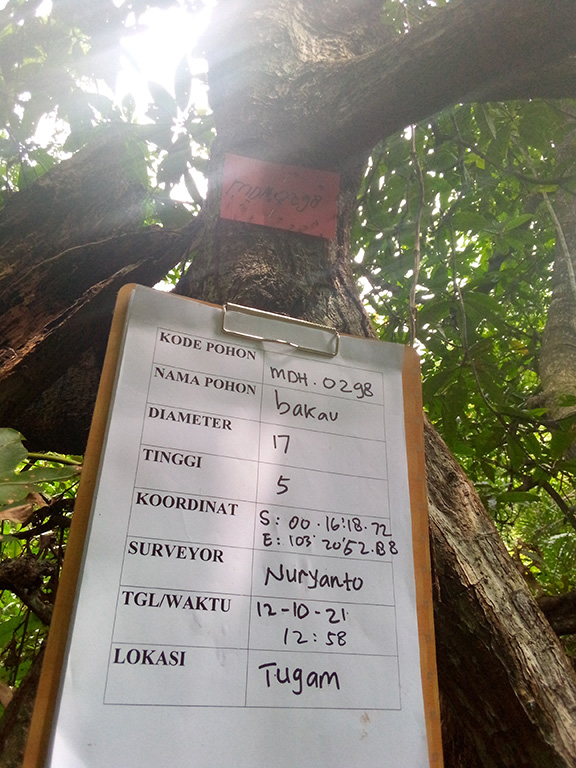 MDH.0298
KODE POHON MDH.0298
NAMA POHON bakau
DIAMETER 17
TINGGI 5
KOORDINAT S: 00.16'18.72
E: 103°20'52.88
SURVEYOR Nuryanto
TGL/WAKTU 12-10-21
12:58
LOKASI Tugam